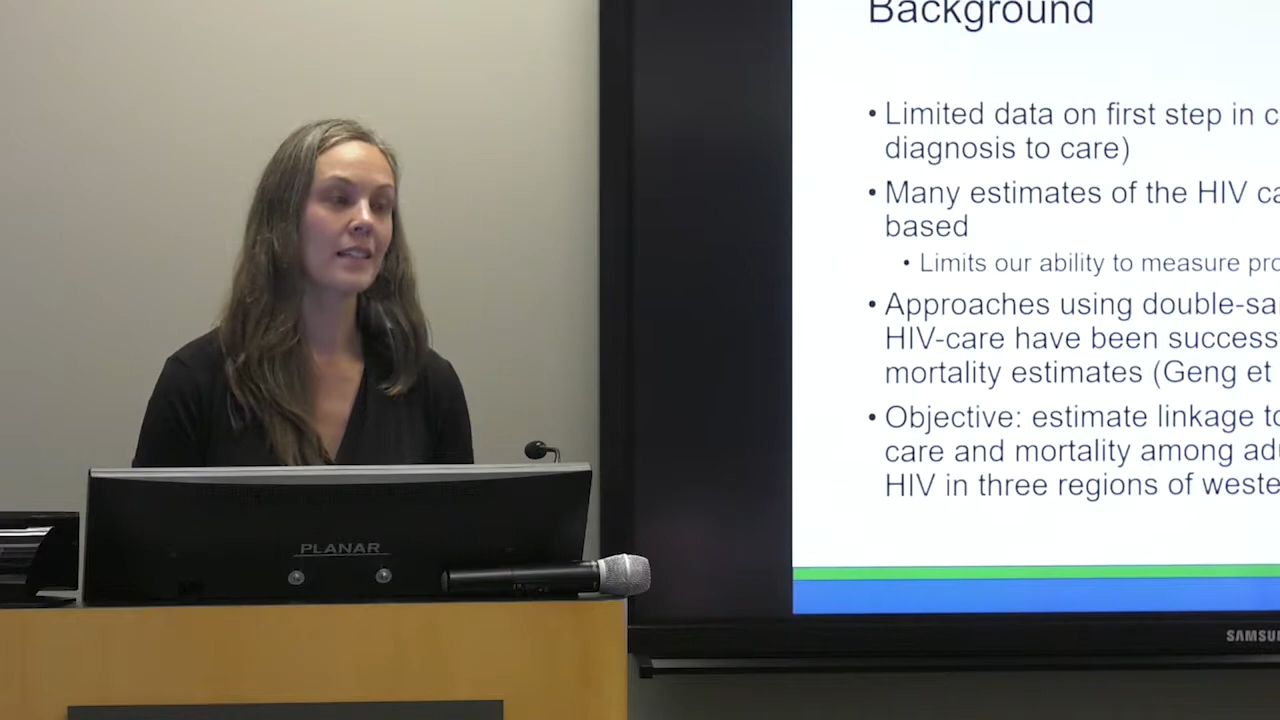 Background
• Limited data on first step in c
diagnosis to care)
• Many estimates of the HIV ca
based
• Limits our ability to measure pro
• Approaches using double-sa
HIV-care have been success
mortality estimates (Geng et
• Objective: estimate linkage to
care and mortality among adu
HIV in three regions of weste
PLANAR
SAMSU